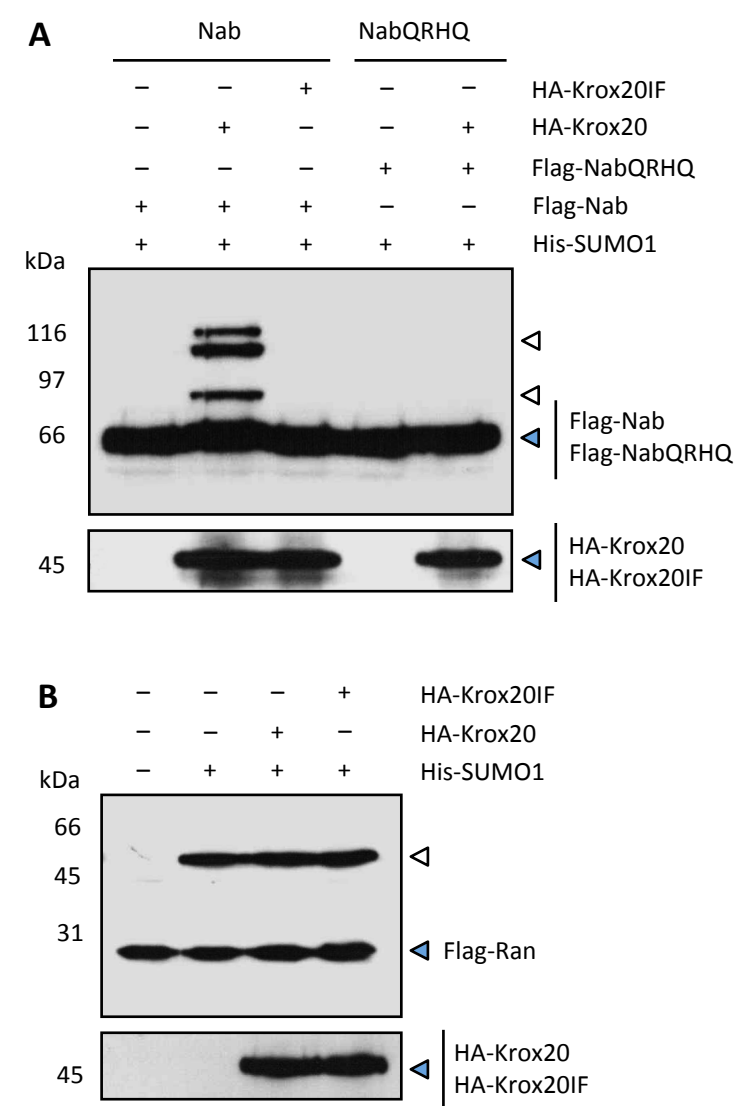 A
Nab NabQRHQ
– – + – – HA-Krox20IF
– + – – + HA-Krox20
– – – + + Flag-NabQRHQ
+ + + – – Flag-Nab
+ + + + + His-SUMO1
kDa
116
97
66
Flag-Nab
Flag-NabQRHQ
45
HA-Krox20
HA-Krox20IF
B
– – – + HA-Krox20IF
– – + – HA-Krox20
– + + + His-SUMO1
kDa
66
45
31
Flag-Ran
45
HA-Krox20
HA-Krox20IF